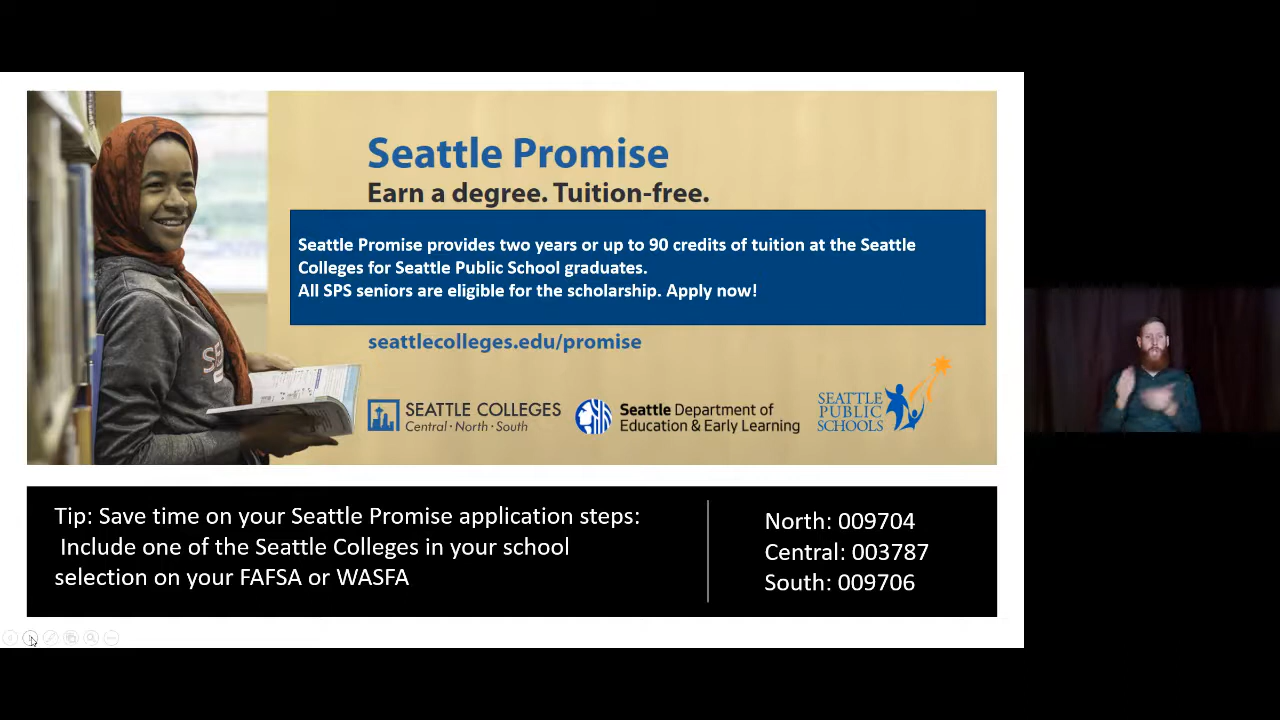 Seattle Promise
Earn a degree. Tuition-free.
Seattle Promise provides two years or up to 90 credits of tuition at the Seattle
Colleges for Seattle Public School graduates.
All SPS seniors are eligible for the scholarship. Apply now!
seattlecolleges.edu/promise
SEATTLE COLLEGES
Central · North · South
Seattle Department of
Education & Early Learning
SEATTLE
PUBLIC
SCHOOLS
Tip: Save time on your Seattle Promise application steps:
Include one of the Seattle Colleges in your school
selection on your FAFSA or WASFA
North: 009704
Central: 003787
South: 009706